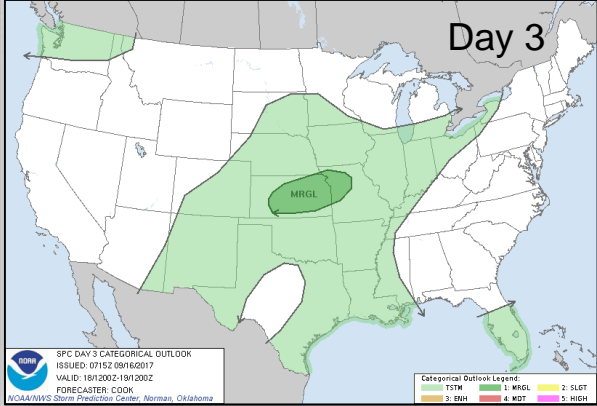 Day 3
MRGL
SPC DAY 3 CATEGORICAL OUTLOOK
ISSUED: 0715Z 09/16/2017
VALID: 18/1200Z-19/1200Z
FORECASTER: COOK
NOAA/NWS Storm Prediction Center, Norman, Oklahoma
NOAA
Categorical Outlook Legend:
TSTM 1: MRGL 2: SLGT
3: ENH 4: MDT 5: HIGH